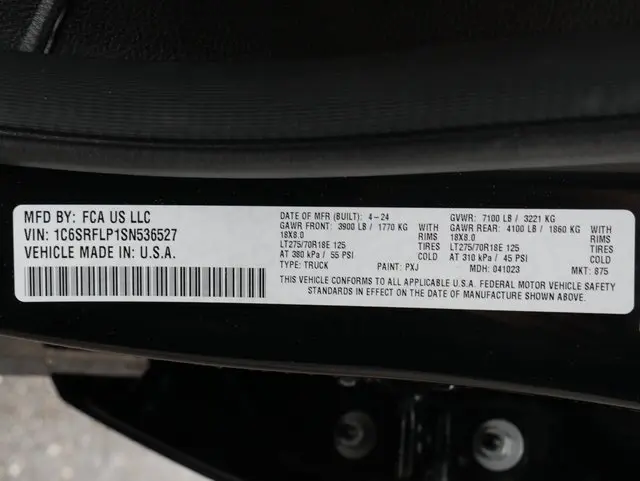 MFD BY: FCA US LLC
VIN: 1C6SRFLP1SN536527
VEHICLE MADE IN: U.S.A.
DATE OF MFR (BUILT): 4-24 GVWR: 7100 LB / 3221 KG
GAWR FRONT: 3900 LB / 1770 KG WITH GAWR REAR: 4100 LB / 1860 KG WITH
18X8.0 RIMS 18X8.0 RIMS
LT275/70R18E 125 TIRES LT275/70R18E 125 TIRES
AT 380 kPa / 55 PSI COLD AT 310 kPa / 45 PSI COLD
TYPE: TRUCK PAINT: PXJ MDH: 041023 MKT: 875
THIS VEHICLE CONFORMS TO ALL APPLICABLE U.S.A. FEDERAL MOTOR VEHICLE SAFETY
STANDARDS IN EFFECT ON THE DATE OF MANUFACTURE SHOWN ABOVE.